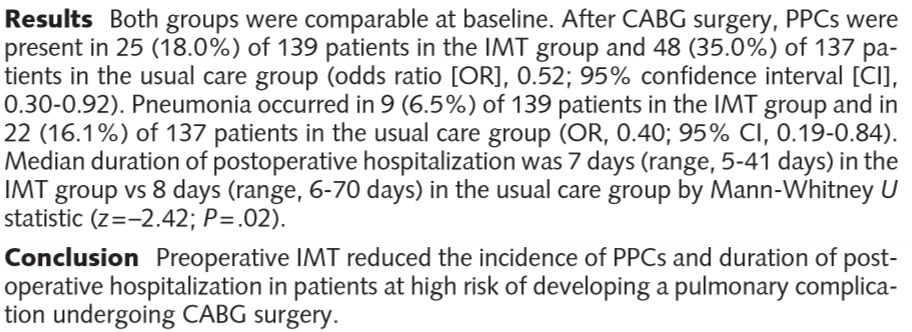 Results Both groups were comparable at baseline. After CABG surgery, PPCs were
present in 25 (18.0%) of 139 patients in the IMT group and 48 (35.0%) of 137 pa-
tients in the usual care group (odds ratio [OR], 0.52; 95% confidence interval [CI],
0.30-0.92). Pneumonia occurred in 9 (6.5%) of 139 patients in the IMT group and in
22 (16.1%) of 137 patients in the usual care group (OR, 0.40; 95% CI, 0.19-0.84).
Median duration of postoperative hospitalization was 7 days (range, 5-41 days) in the
IMT group vs 8 days (range, 6-70 days) in the usual care group by Mann-Whitney U
statistic (z=−2.42; P=.02).
Conclusion Preoperative IMT reduced the incidence of PPCs and duration of post-
operative hospitalization in patients at high risk of developing a pulmonary complica-
tion undergoing CABG surgery.